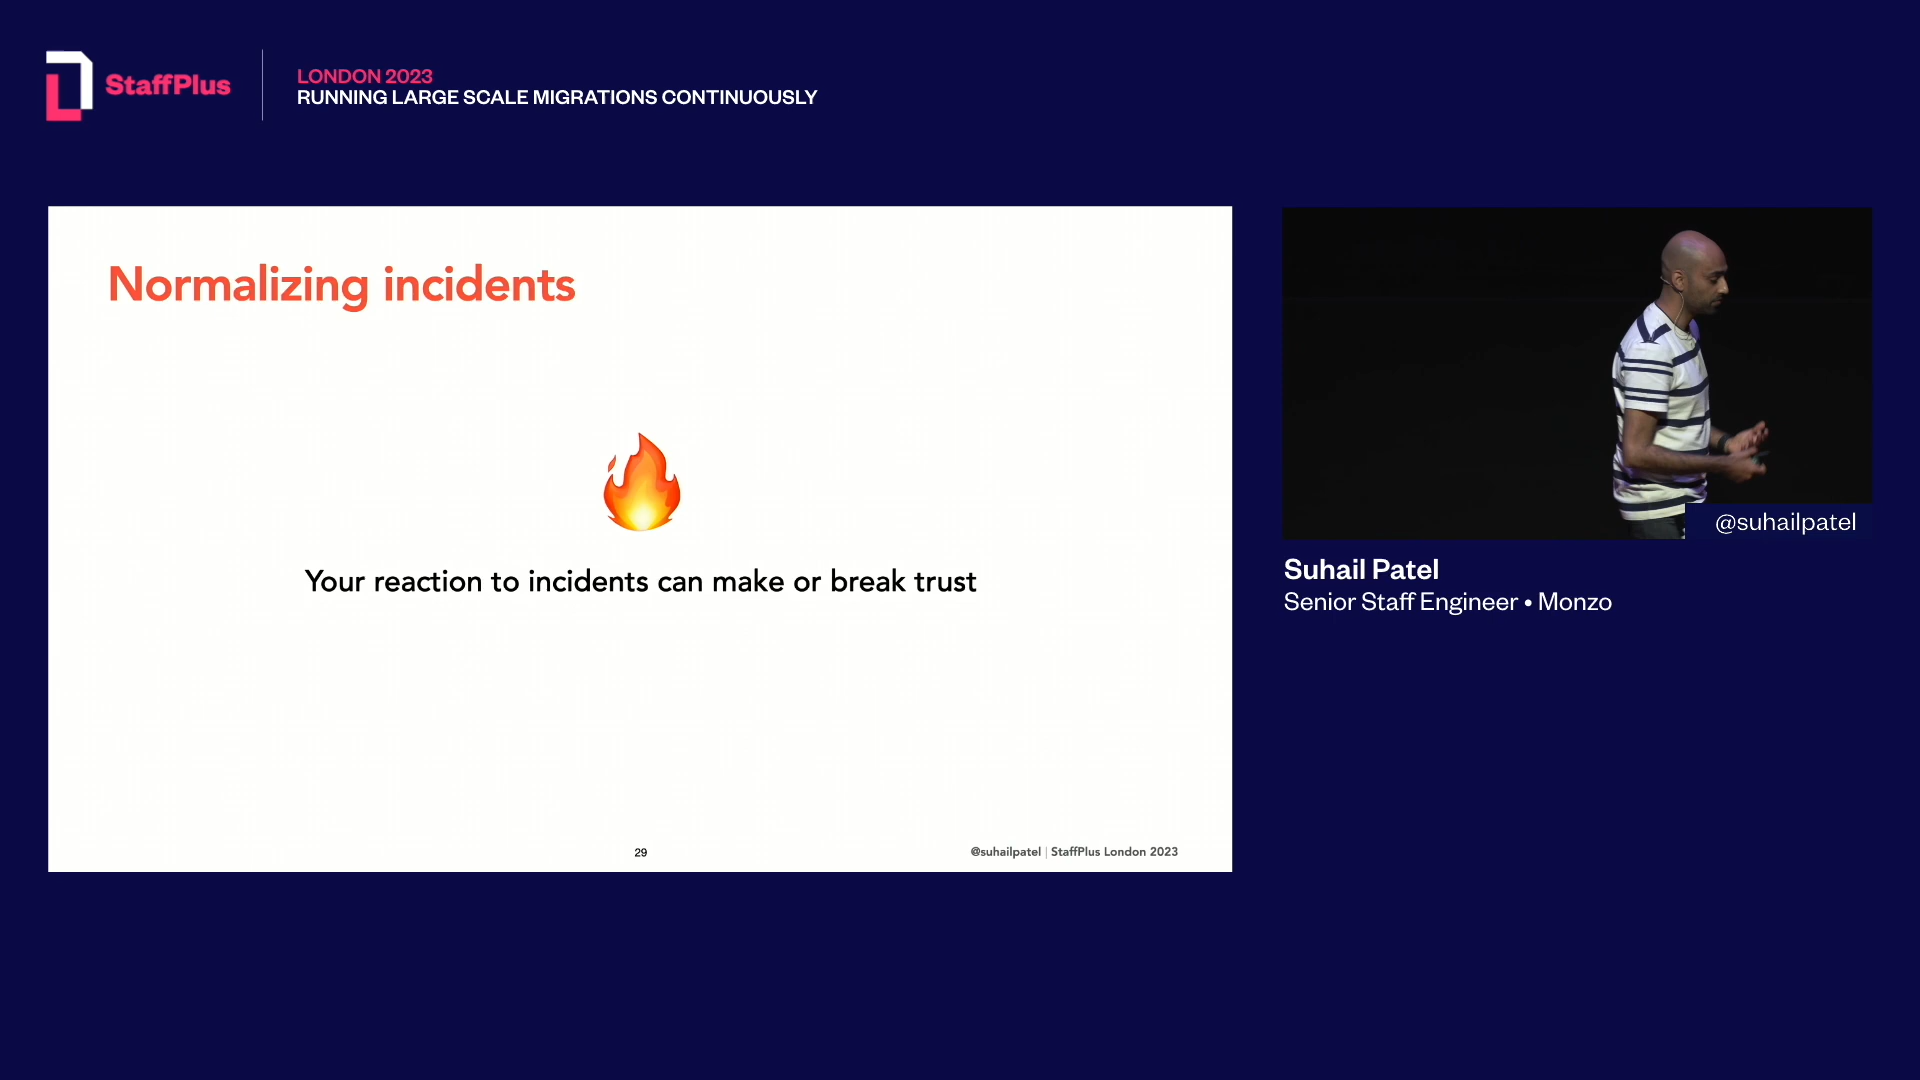 StaffPlus
LONDON 2023
RUNNING LARGE SCALE MIGRATIONS CONTINUOUSLY
Normalizing incidents
Your reaction to incidents can make or break trust
29
@suhailpatel | StaffPlus London 2023
@suhailpatel
Suhail Patel
Senior Staff Engineer • Monzo